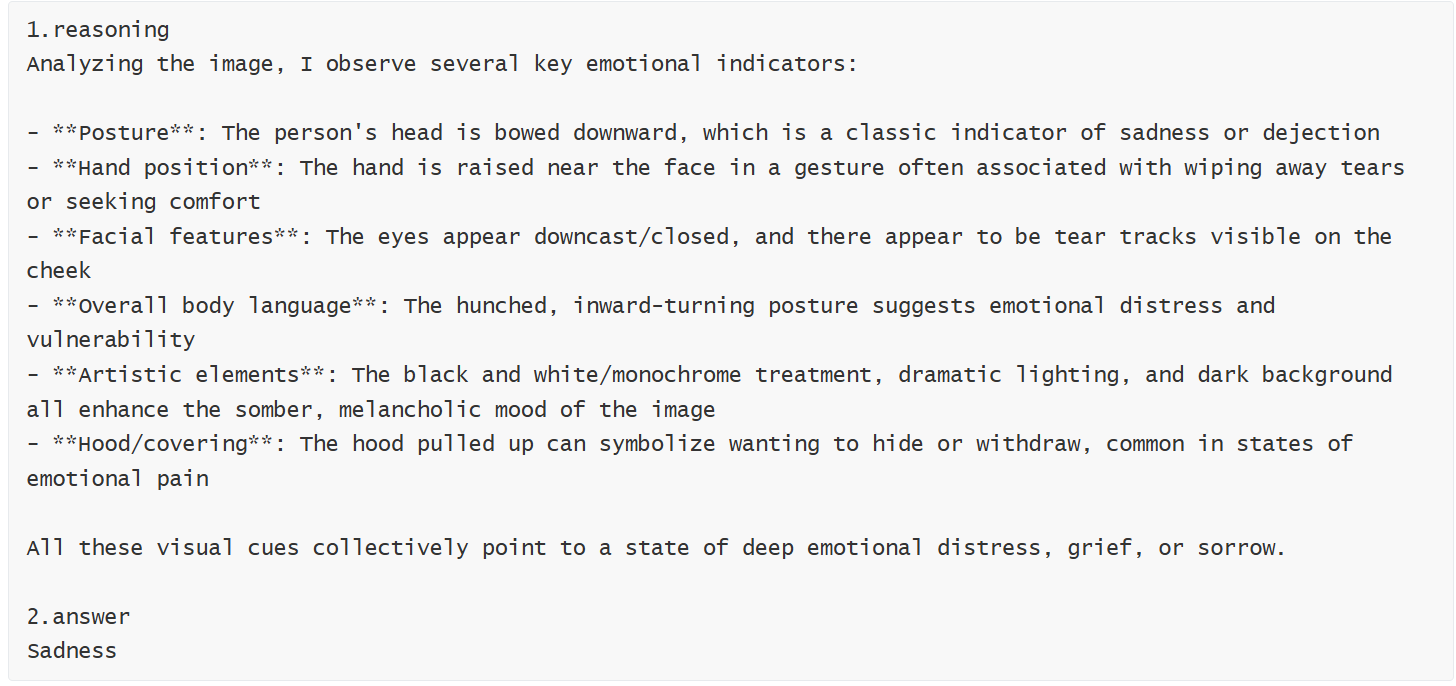 1.reasoning
Analyzing the image, I observe several key emotional indicators:
- **Posture**: The person's head is bowed downward, which is a classic indicator of sadness or dejection
- **Hand position**: The hand is raised near the face in a gesture often associated with wiping away tears
or seeking comfort
- **Facial features**: The eyes appear downcast/closed, and there appear to be tear tracks visible on the
cheek
- **Overall body language**: The hunched, inward-turning posture suggests emotional distress and
vulnerability
- **Artistic elements**: The black and white/monochrome treatment, dramatic lighting, and dark background
all enhance the somber, melancholic mood of the image
- **Hood/covering**: The hood pulled up can symbolize wanting to hide or withdraw, common in states of
emotional pain
All these visual cues collectively point to a state of deep emotional distress, grief, or sorrow.
2.answer
Sadness